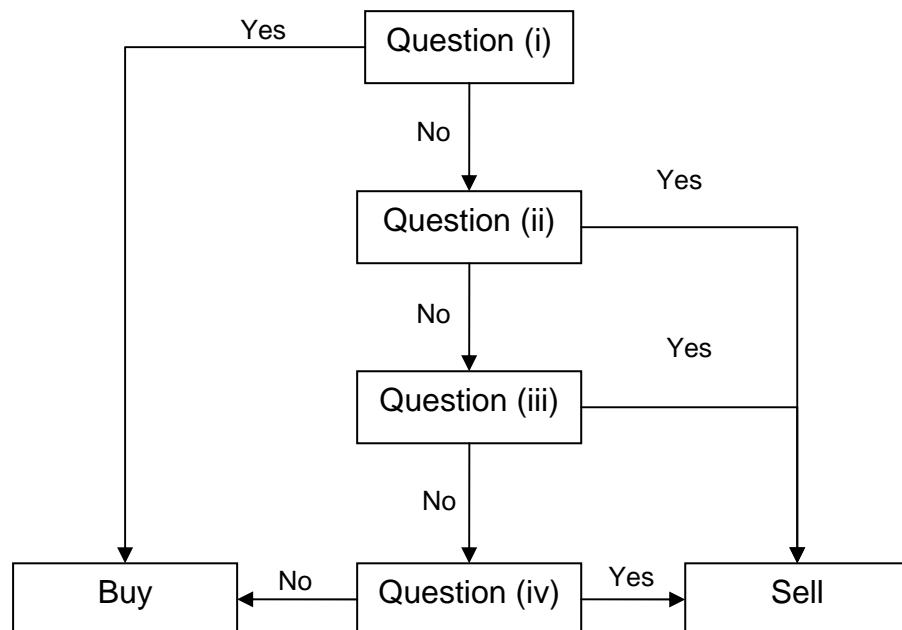 Yes
Question (i)
No
Yes
Question (ii)
No
Yes
Question (iii)
No
Buy
No
Question (iv)
Yes
Sell